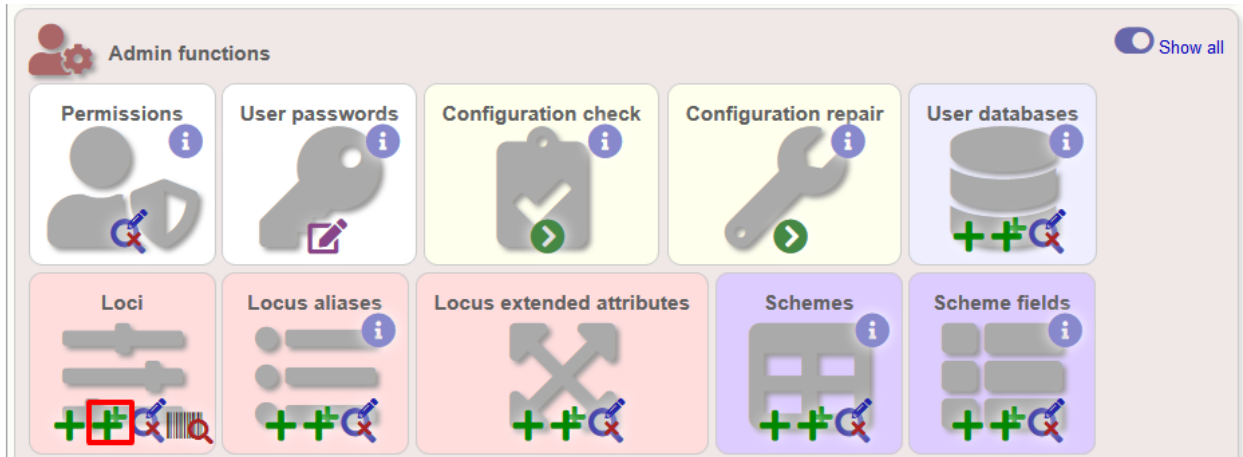 Admin functions
Show all
Permissions
User passwords
Configuration check
Configuration repair
User databases
Loci
Locus aliases
Locus extended attributes
Schemes
Scheme fields